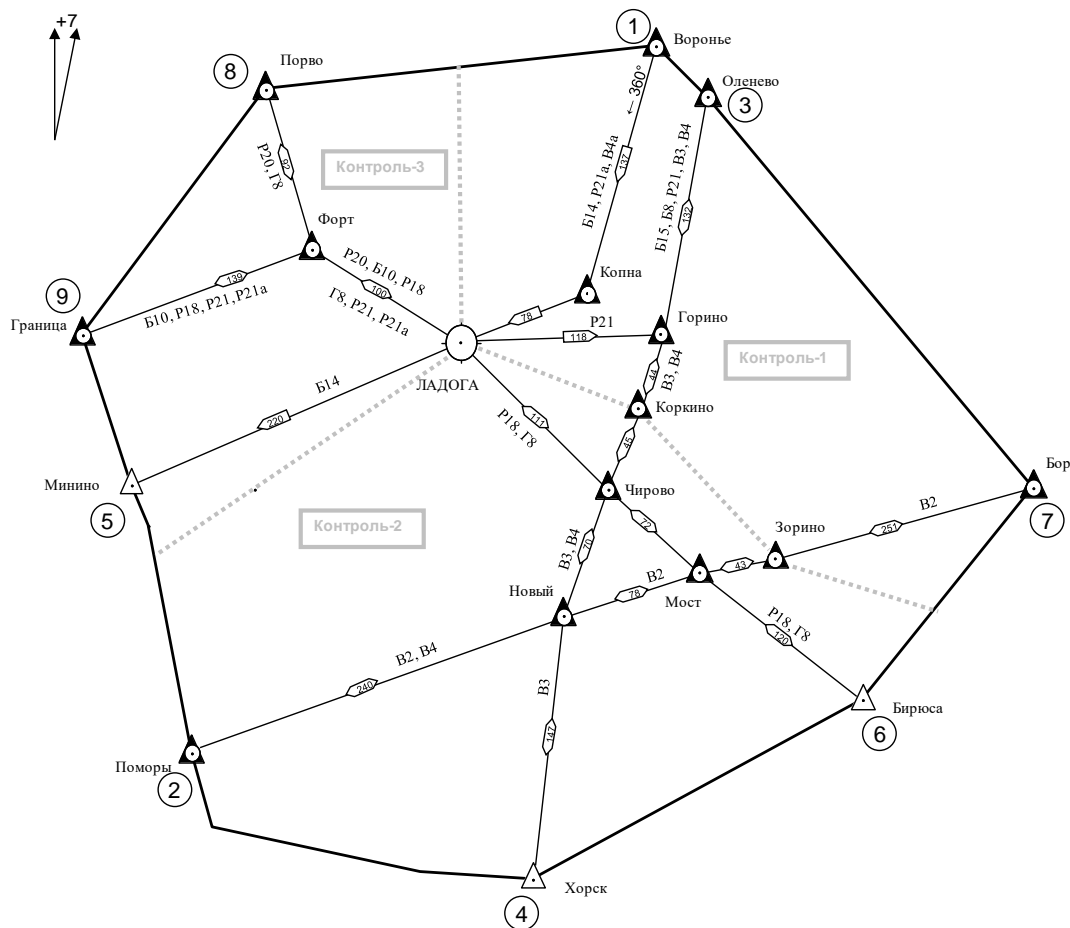 +7
1
Воронье
8
Порво
Оленево
3
← 360°
137
Б14, Р21а, В4а
92
Р20, Г8
Контроль-3
Б15, Б8, Р21, В3, В4
132
Форт
Р20, Б10, Р18
100
Г8, Р21, Р21а
139
Б10, Р18, Р21, Р21а
9
Граница
Копна
78
Р21
118
Горино
ЛАДОГА
44
В3, В4
Контроль-1
Б14
220
Коркино
111
Р18, Г8
45
Минино
5
Чирово
Бор
7
Контроль-2
72
В2
251
Зорино
70
В3, В4
43
Новый
В2
78
Мост
Р18, Г8
120
В2, В4
240
В3
147
Бирюса
6
Поморы
2
Хорск
4